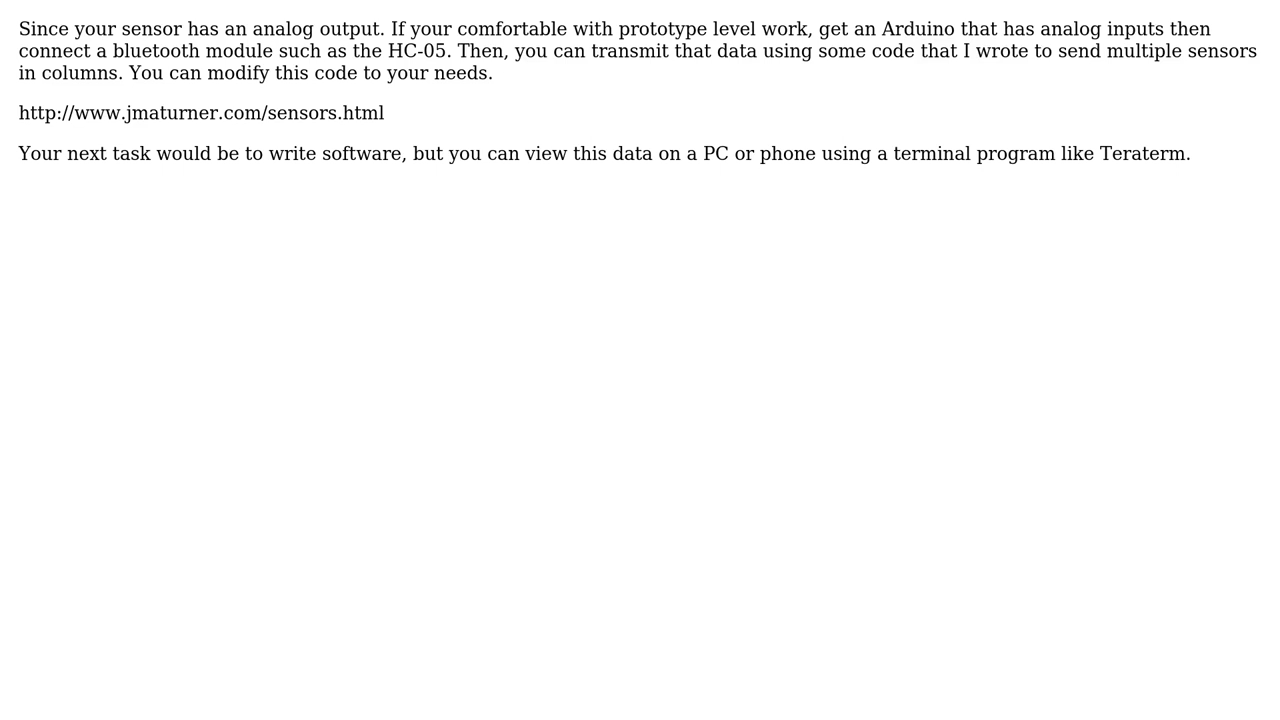 Since your sensor has an analog output. If your comfortable with prototype level work, get an Arduino that has analog inputs then
connect a bluetooth module such as the HC-05. Then, you can transmit that data using some code that I wrote to send multiple sensors
in columns. You can modify this code to your needs.
http://www.jmaturner.com/sensors.html
Your next task would be to write software, but you can view this data on a PC or phone using a terminal program like Teraterm.